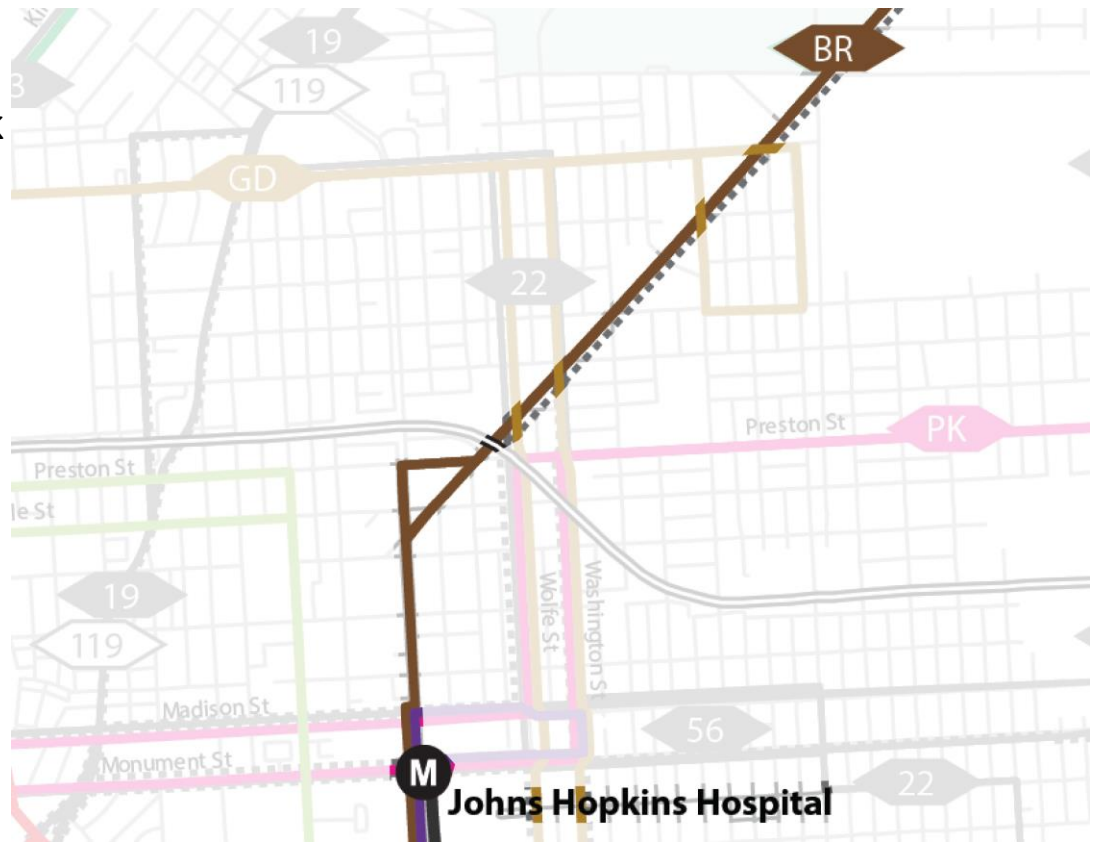 19
BR
119
GD
22
Preston St
PK
Preston St
le St
Wolfe St
Washington St
19
119
Madison St
56
Monument St
M
22
Johns Hopkins Hospital